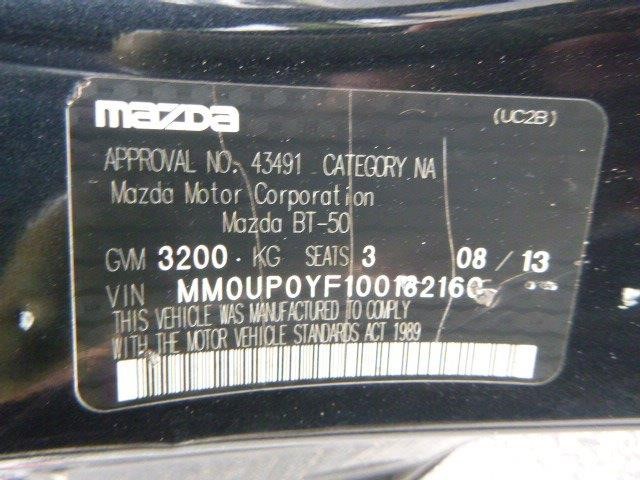 mazda
(UC2B)
APPROVAL NO. 43491 CATEGORY NA
Mazda Motor Corporation
Mazda BT-50
GVM 3200 · KG SEATS 3 08 / 13
VIN
THIS VEHICLE WAS MANUFACTURED TO COMPLY
WITH THE MOTOR VEHICLE STANDARDS ACT 1989